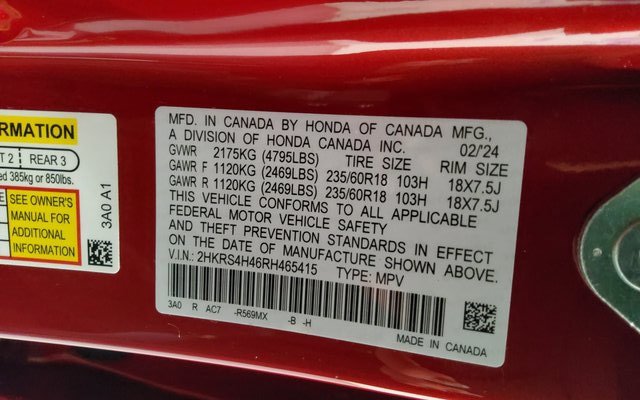 RMATION
T 2 REAR 3
ed 385kg or 850lbs.
SEE OWNER'S
MANUAL FOR
ADDITIONAL
INFORMATION
3A0 A1
MFD. IN CANADA BY HONDA OF CANADA MFG.,
A DIVISION OF HONDA CANADA INC. 02/'24
GVWR 2175KG (4795LBS) TIRE SIZE RIM SIZE
GAWR F 1120KG (2469LBS) 235/60R18 103H 18X7.5J
GAWR R 1120KG (2469LBS) 235/60R18 103H 18X7.5J
THIS VEHICLE CONFORMS TO ALL APPLICABLE
FEDERAL MOTOR VEHICLE SAFETY
AND THEFT PREVENTION STANDARDS IN EFFECT
ON THE DATE OF MANUFACTURE SHOWN ABOVE.
V.I.N.: 2HKRS4H46RH465415 TYPE: MPV
3A0 R AC7 -R569MX -B -H
MADE IN CANADA